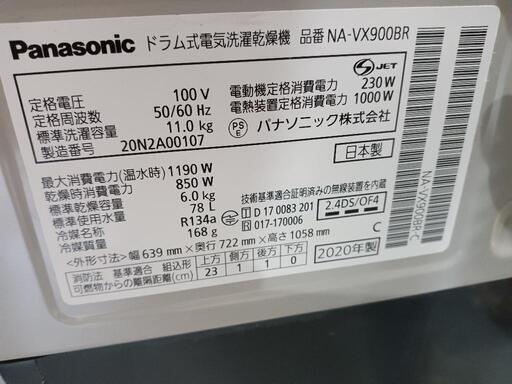 Panasonic ドラム式電気洗濯乾燥機 品番 NA-VX900BR
定格電圧 100 V
定格周波数 50/60 Hz
標準洗濯容量 11.0 kg
製造番号 20N2A00107
S JET
電動機定格消費電力 230 W
電熱装置定格消費電力 1000 W
PS E パナソニック株式会社
日本製
最大消費電力(温水時) 1190 W
乾燥時消費電力 850 W
標準乾燥容量 6.0 kg
標準使用水量 78 L
冷媒名称 R134a
冷媒質量 168 g
技術基準適合証明済みの無線装置を内蔵
R T D 17 0083 201
R 017-170006
2.4DS/OF4
<外形寸法> 幅 639 mm×奥行 722 mm×高さ 1058 mm
C
2020年製
消防法 基準適合 組込形
可燃物からの離隔距離(cm)
上方 側方 前方 後方 下方
23 1 1 0
NA-VX900BR-C